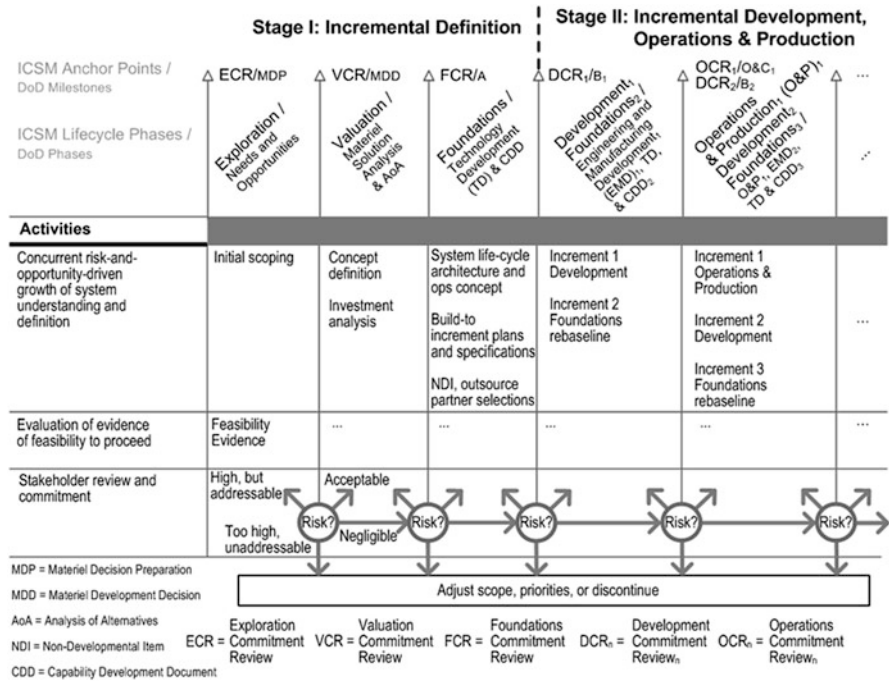 Stage I: Incremental Definition
Stage II: Incremental Development,
Operations & Production
ICSM Anchor Points /
DoD Milestones
ECR/MDP
VCR/MDD
FCR/A
DCR₁/B₁
OCR₁/O&C₁
DCR₂/B₂
...
ICSM Lifecycle Phases /
DoD Phases
Exploration /
Needs and
Opportunities
Valuation /
Materiel
Solution
Analysis
& AoA
Foundations /
Technology
Development
(TD) & CDD
Development₁
Foundations₂ /
Engineering and
Manufacturing
Development₁
(EMD)₁, TD,
& CDD₂
Operations
& Production₁ (O&P)₁
Development₂
Foundations₃ /
O&P₁, EMD₂,
TD & CDD₃
...
Activities
Concurrent risk-and-
opportunity-driven
growth of system
understanding and
definition
Initial scoping
Concept
definition
Investment
analysis
System life-cycle
architecture and
ops concept
Build-to
increment plans
and specifications
NDI, outsource
partner selections
Increment 1
Development
Increment 2
Foundations
rebaseline
Increment 1
Operations &
Production
Increment 2
Development
Increment 3
Foundations
rebaseline
...
Evaluation of evidence
of feasibility to proceed
Feasibility
Evidence
...
...
...
...
...
Stakeholder review and
commitment
High, but
addressable
Too high,
unaddressable
Acceptable
Negligible
Risk?
Risk?
Risk?
Risk?
Risk?
Adjust scope, priorities, or discontinue
MDP = Materiel Decision Preparation
MDD = Materiel Development Decision
AoA = Analysis of Alternatives
NDI = Non-Developmental Item
CDD = Capability Development Document
ECR = Exploration
Commitment
Review
VCR = Valuation
Commitment
Review
FCR = Foundations
Commitment
Review
DCRₙ = Development
Commitment
Reviewₙ
OCRₙ = Operations
Commitment
Reviewₙ